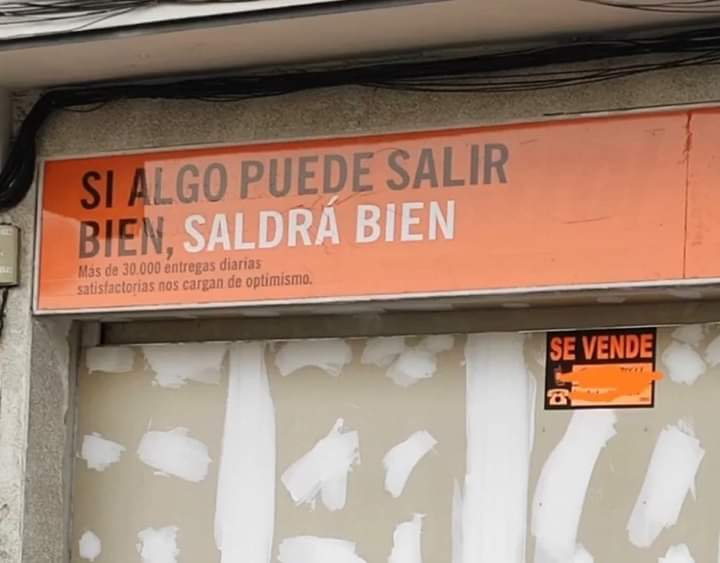 SI ALGO PUEDE SALIR
BIEN, SALDRÁ BIEN
Más de 30.000 entregas diarias
satisfactorias nos cargan de optimismo.
SE VENDE